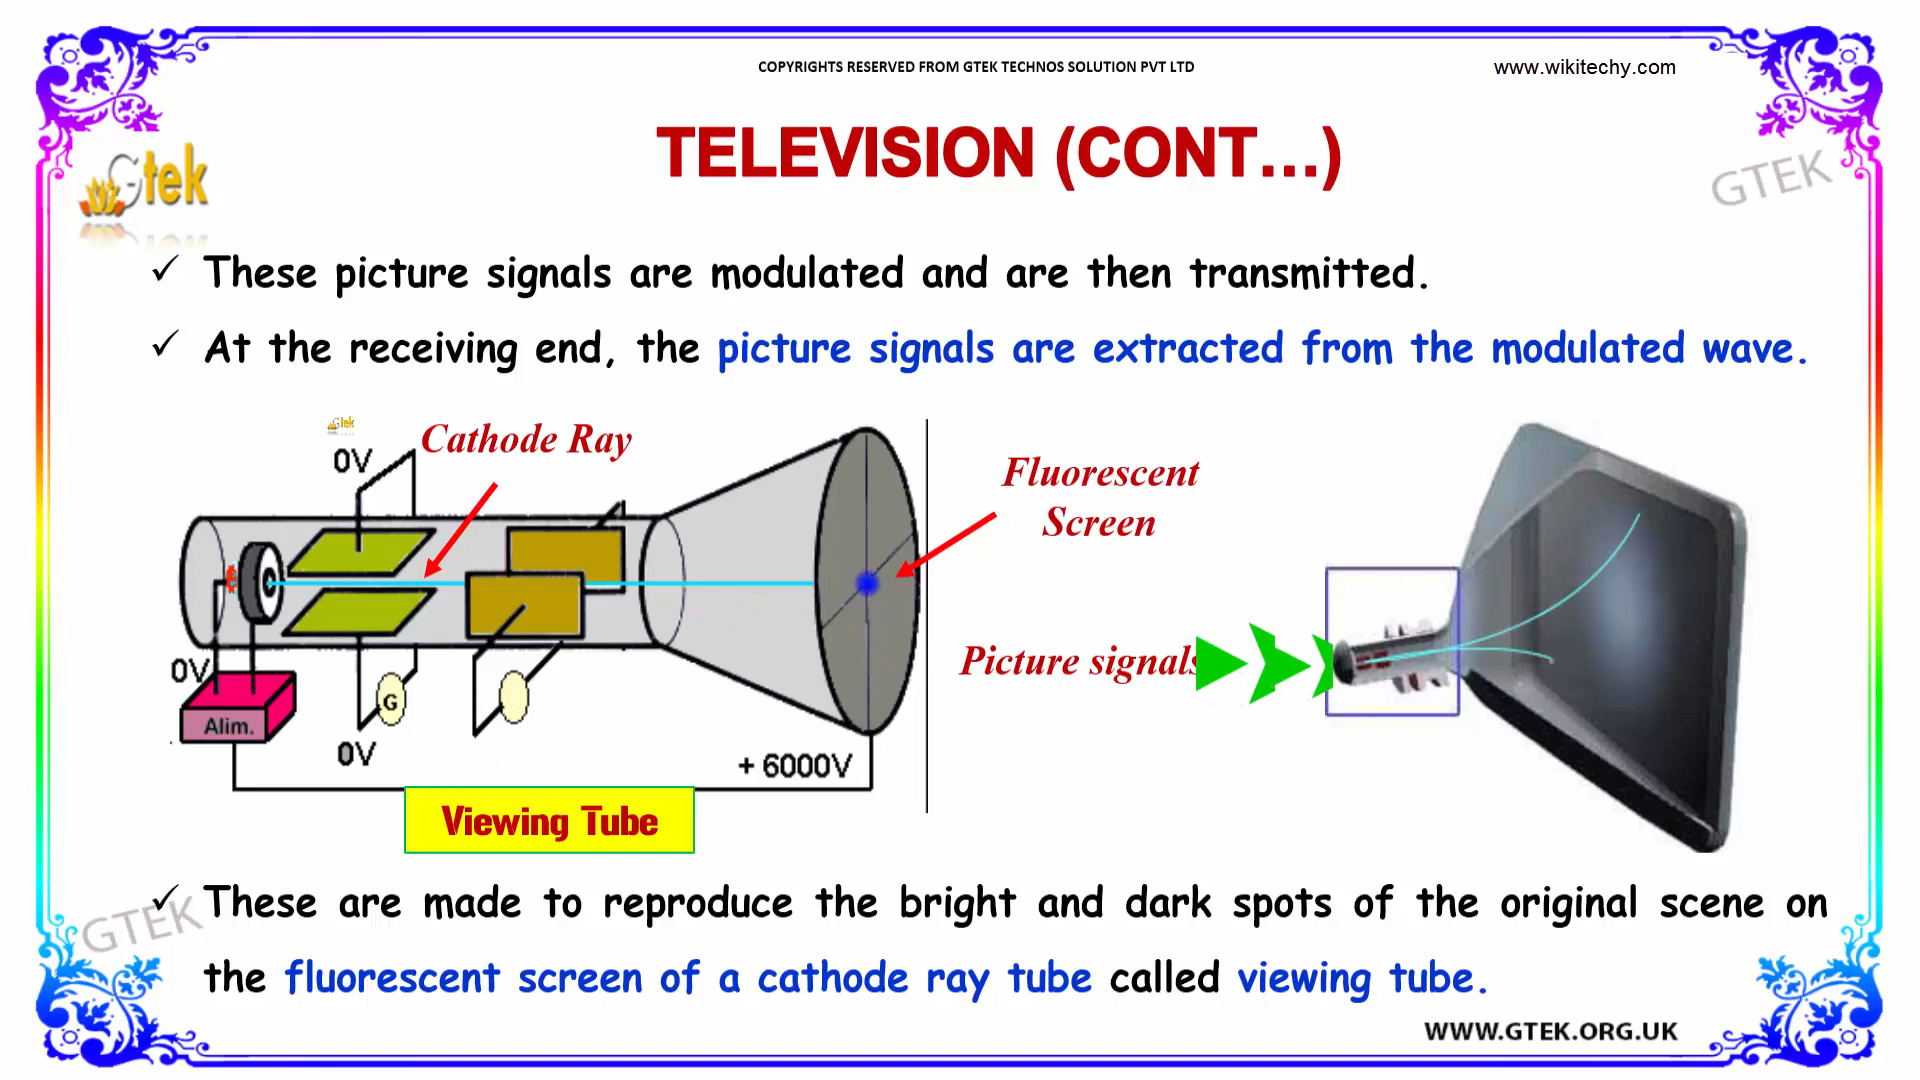 COPYRIGHTS RESERVED FROM GTEK TECHNOS SOLUTION PVT LTD
www.wikitechy.com
TELEVISION (CONT...)
Gtek
GTEK
✓ These picture signals are modulated and are then transmitted.
✓ At the receiving end, the picture signals are extracted from the modulated wave.
Gtek
Cathode Ray
0V
Fluorescent
Screen
Picture signals
0V
G
Alim.
0V
+ 6000V
Viewing Tube
✓ These are made to reproduce the bright and dark spots of the original scene on
GTEK
the fluorescent screen of a cathode ray tube called viewing tube.
WWW.GTEK.ORG.UK